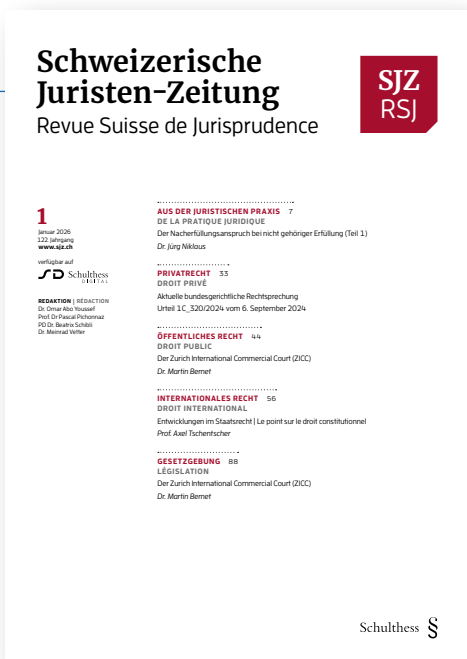 Schweizerische
Juristen-Zeitung
Revue Suisse de Jurisprudence
SJZ
RSJ
1
Januar 2026
122. Jahrgang
www.sjz.ch
verfügbar auf
SD Schulthess
DIGITAL
REDAKTION | RÉDACTION
Dr. Omar Abo Youssef
Prof. Dr Pascal Pichonnaz
PD Dr. Beatrix Schibli
Dr. Meinrad Vetter
AUS DER JURISTISCHEN PRAXIS 7
DE LA PRATIQUE JURIDIQUE
Der Nacherfüllungsanspruch bei nicht gehöriger Erfüllung (Teil 1)
Dr. Jürg Niklaus
PRIVATRECHT 33
DROIT PRIVÉ
Aktuelle bundesgerichtliche Rechtsprechung
Urteil 1C_320/2024 vom 6. September 2024
ÖFFENTLICHES RECHT 44
DROIT PUBLIC
Der Zurich International Commercial Court (ZICC)
Dr. Martin Bernet
INTERNATIONALES RECHT 56
DROIT INTERNATIONAL
Entwicklungen im Staatsrecht | Le point sur le droit constitutionnel
Prof. Axel Tschentscher
GESETZGEBUNG 88
LÉGISLATION
Der Zurich International Commercial Court (ZICC)
Dr. Martin Bernet
Schulthess §